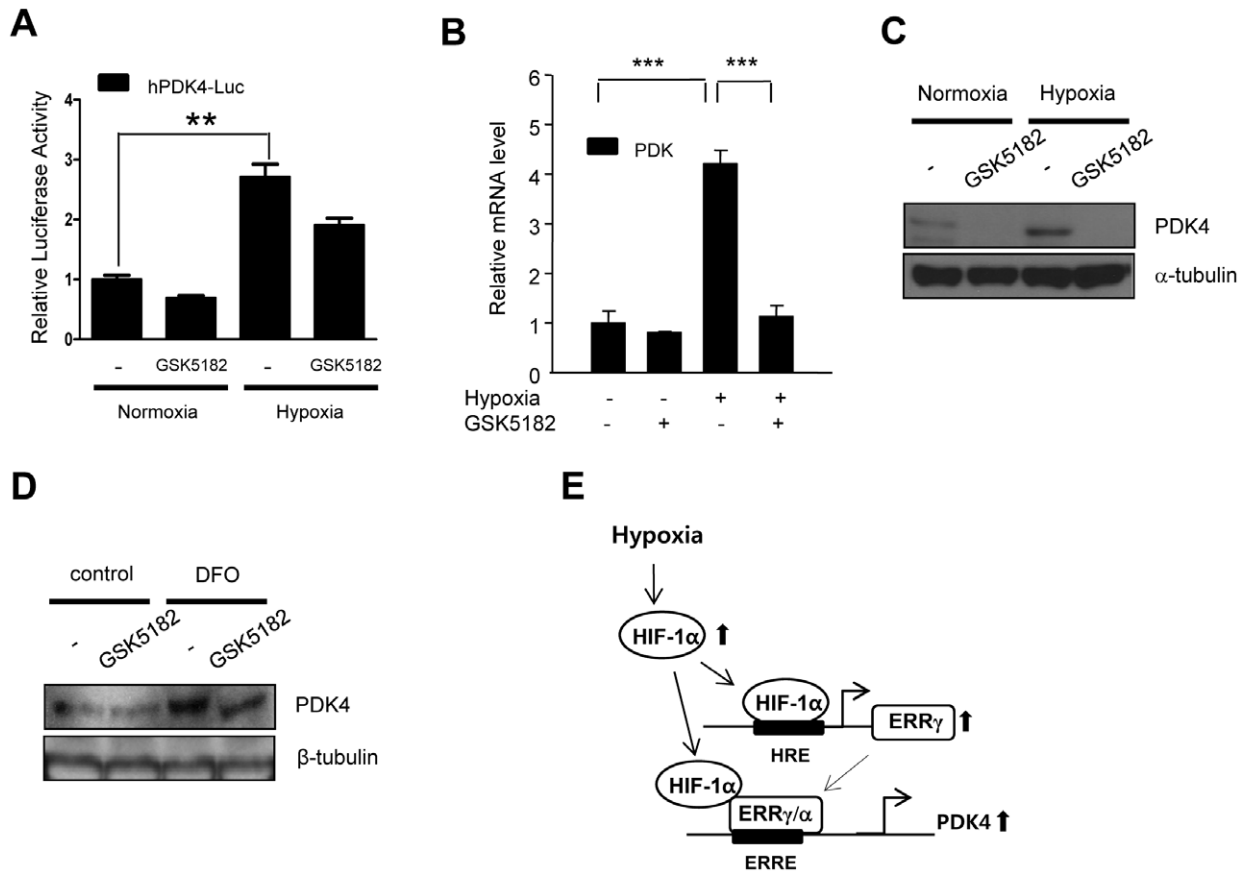 A
hPDK4-Luc
**
Relative Luciferase Activity
4
3
2
1
0
- GSK5182 - GSK5182
Normoxia Hypoxia
B
*** ***
PDK
Relative mRNA level
6
5
4
3
2
1
0
Hypoxia - - + +
GSK5182 - + - +
C
Normoxia Hypoxia
- GSK5182 - GSK5182
PDK4
α-tubulin
D
control DFO
- GSK5182 - GSK5182
PDK4
β-tubulin
E
Hypoxia
HIF-1α
HIF-1α
ERRγ
HRE
HIF-1α
ERRγ/α
PDK4
ERRE